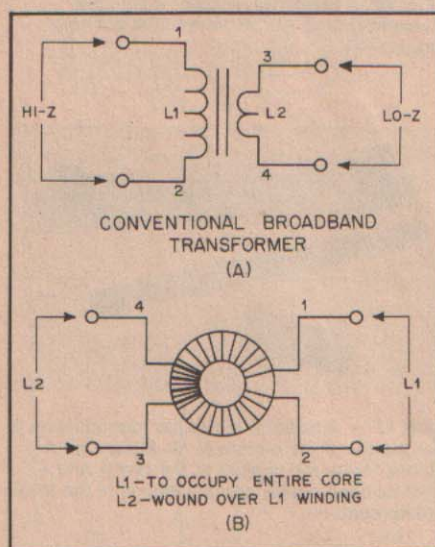 1
3
HI-Z
L1
L2
LO-Z
2
4
CONVENTIONAL BROADBAND
TRANSFORMER
(A)
4
1
L2
L1
3
2
L1-TO OCCUPY ENTIRE CORE
L2-WOUND OVER L1 WINDING
(B)